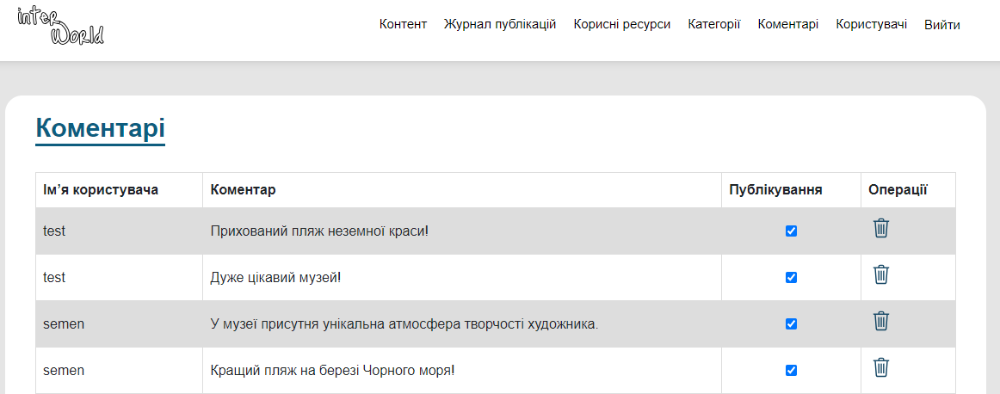 inter
World
Контент Журнал публікацій Корисні ресурси Категорії Коментарі Користувачі Вийти
Коментарі
Ім’я користувача Коментар Публікування Операції
test Прихований пляж неземної краси!
test Дуже цікавий музей!
semen У музеї присутня унікальна атмосфера творчості художника.
semen Кращий пляж на березі Чорного моря!